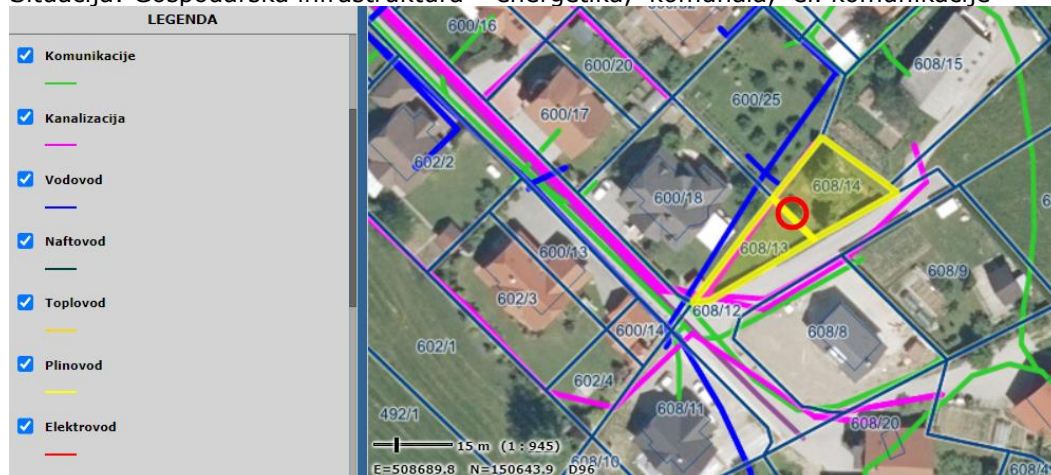 Situacija: Gospodarska infrastruktura – energetika, komunala, el. komunikacije
LEGENDA
Komunikacije
Kanalizacija
Vodovod
Naftovod
Toplovod
Plinovod
Elektrovod
600/16
600/20
608/15
600/25
600/17
602/2
608/14
600/18
608/13
600/13
608/9
602/3
608/12
600/14
608/8
602/1
602/4
492/1
608/11
608/20
15 m (1 : 945)
608/10
E=508689.8 N=150643.9 D96